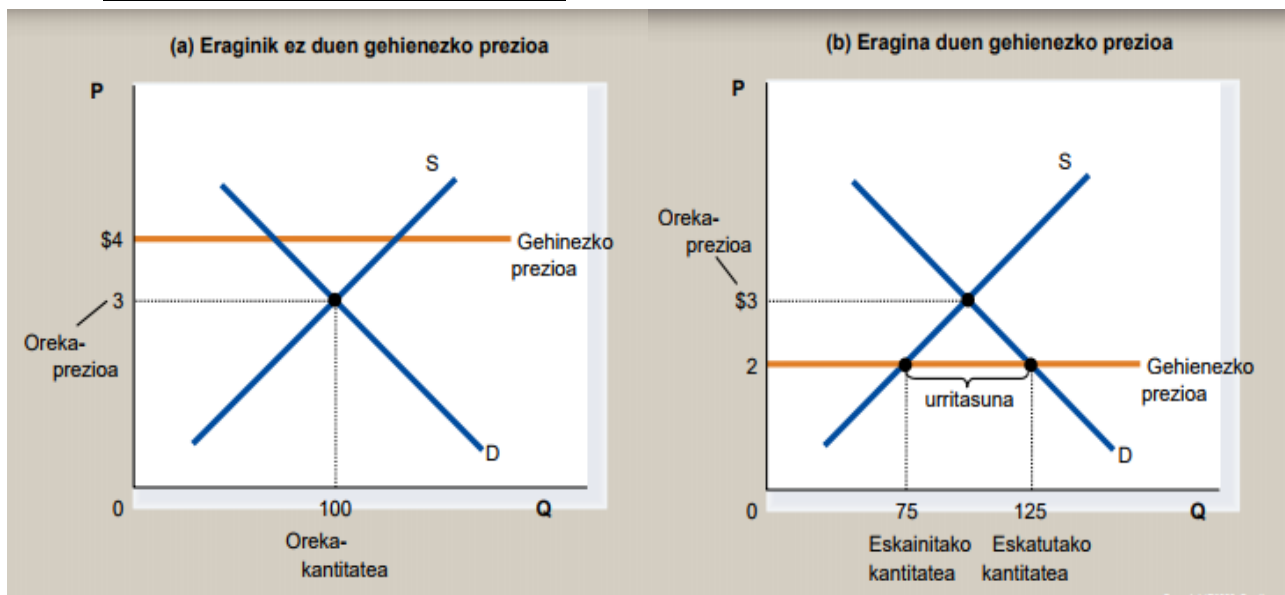 (a) Eraginik ez duen gehienezko prezioa
P
S
$4
Gehinezko
prezioa
3
Oreka-
prezioa
D
0
100
Q
Oreka-
kantitatea
(b) Eragina duen gehienezko prezioa
P
S
Oreka-
prezioa
$3
2
Gehienezko
prezioa
urritasuna
D
0
75
125
Q
Eskainitako
kantitatea
Eskatutako
kantitatea